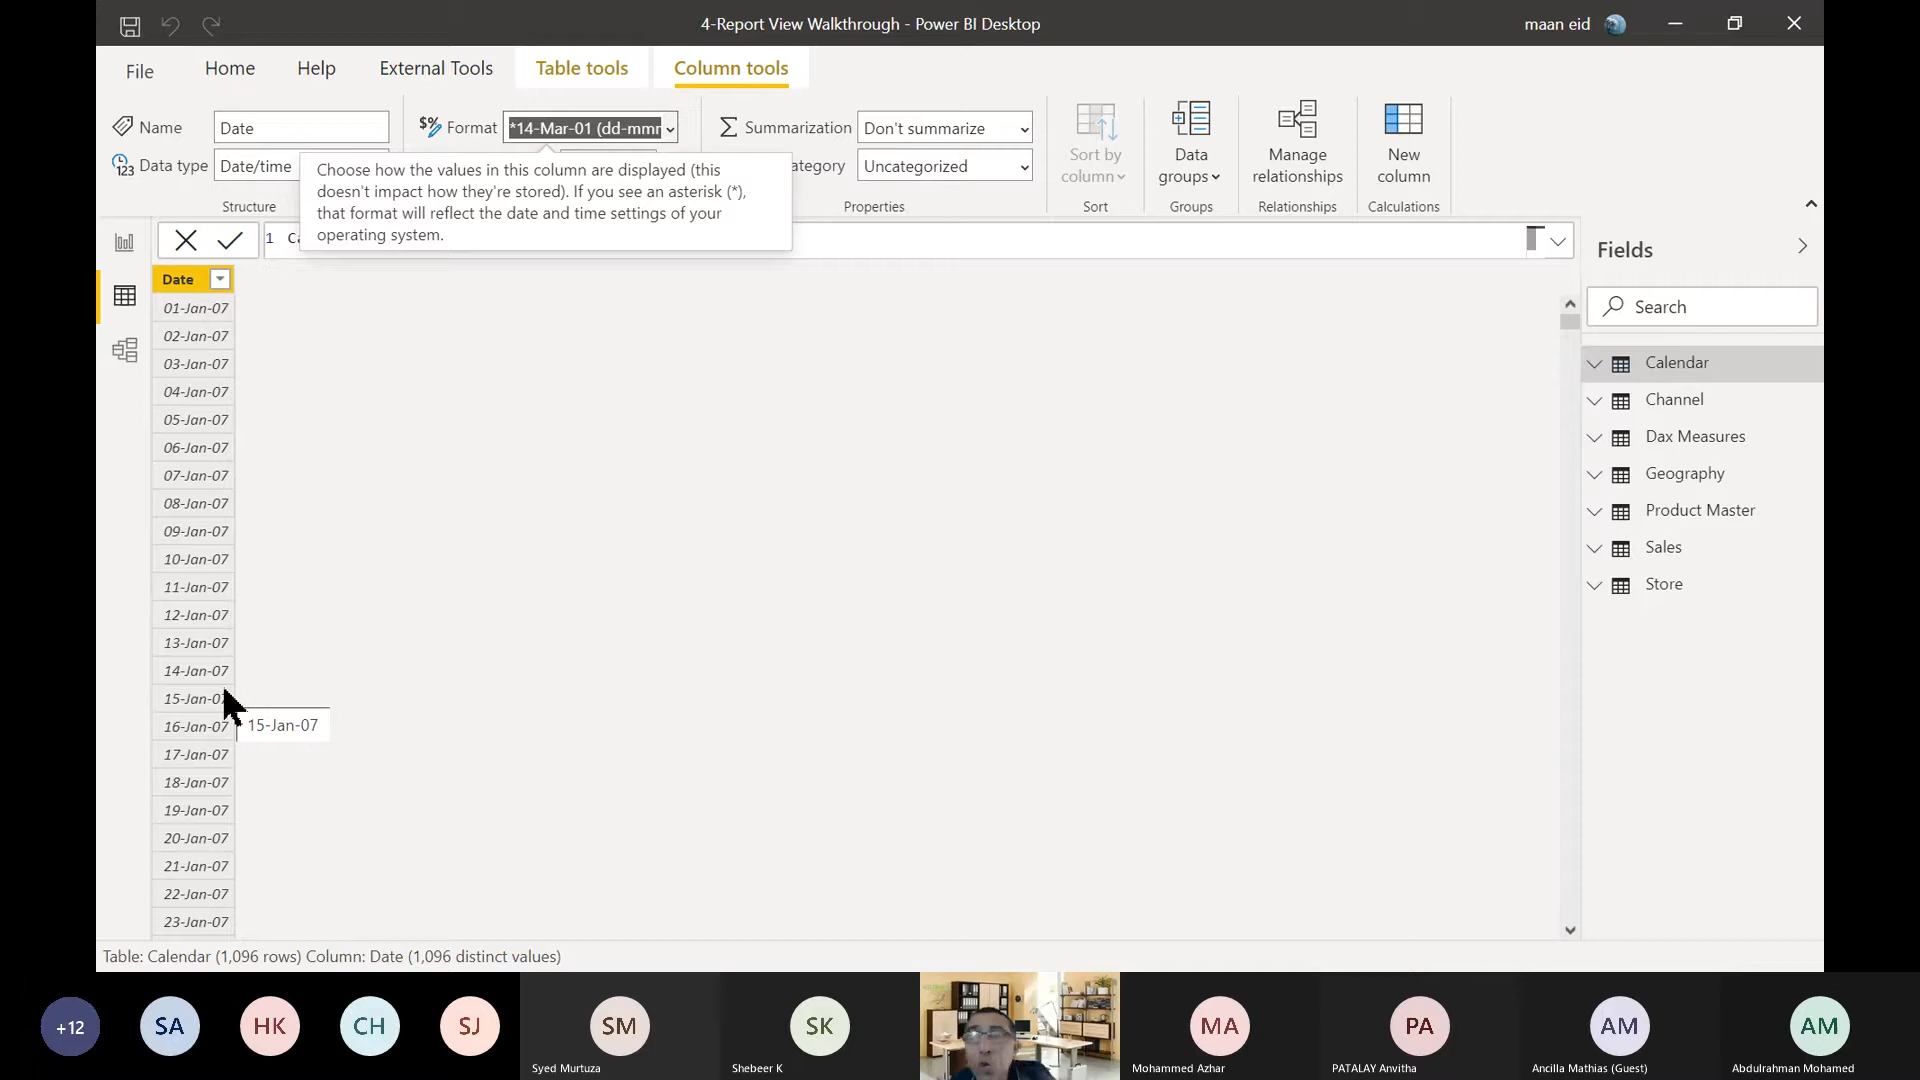 4-Report View Walkthrough - Power BI Desktop
maan eid
File
Home
Help
External Tools
Table tools
Column tools
Name
Date
Format
*14-Mar-01 (dd-mmm
Summarization
Don't summarize
Data type
Date/time
ategory
Uncategorized
Sort by
column
Data
groups
Manage
relationships
New
column
Structure
Properties
Sort
Groups
Relationships
Calculations
Choose how the values in this column are displayed (this
doesn't impact how they're stored). If you see an asterisk (*),
that format will reflect the date and time settings of your
operating system.
1
Fields
Search
Calendar
Channel
Dax Measures
Geography
Product Master
Sales
Store
Date
01-Jan-07
02-Jan-07
03-Jan-07
04-Jan-07
05-Jan-07
06-Jan-07
07-Jan-07
08-Jan-07
09-Jan-07
10-Jan-07
11-Jan-07
12-Jan-07
13-Jan-07
14-Jan-07
15-Jan-07
15-Jan-07
16-Jan-07
17-Jan-07
18-Jan-07
19-Jan-07
20-Jan-07
21-Jan-07
22-Jan-07
23-Jan-07
Table: Calendar (1,096 rows) Column: Date (1,096 distinct values)
+12
SA
HK
CH
SJ
SM
Syed Murtuza
SK
Shebeer K
MA
Mohammed Azhar
PA
PATALAY Anvitha
AM
Ancilla Mathias (Guest)
AM
Abdulrahman Mohamed